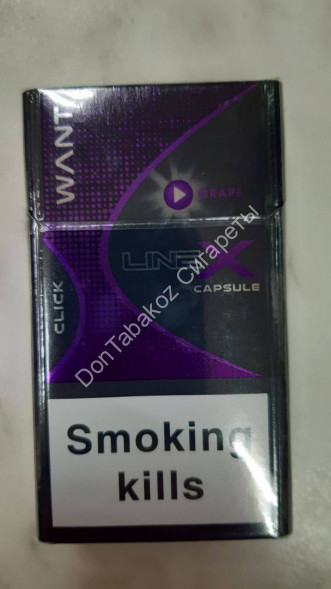 WANT
GRAPE
LINE X
CAPSULE
CLICK
DonTabakoz Сигареты
Smoking
kills